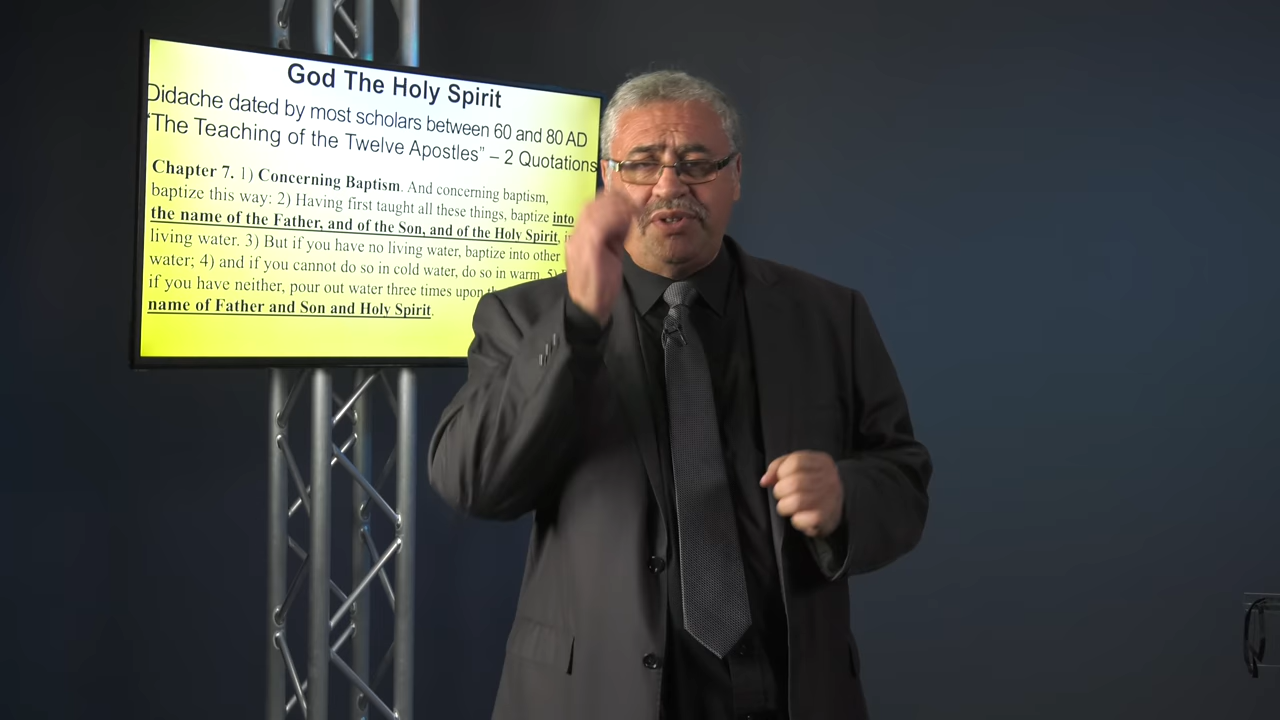 God The Holy Spirit
Didache dated by most scholars between 60 and 80 AD
“The Teaching of the Twelve Apostles” – 2 Quotations
Chapter 7. 1) Concerning Baptism. And concerning baptism,
baptize this way: 2) Having first taught all these things, baptize into
the name of the Father, and of the Son, and of the Holy Spirit,
living water. 3) But if you have no living water, baptize into other
water; 4) and if you cannot do so in cold water, do so in warm. 5)
if you have neither, pour out water three times upon
name of Father and Son and Holy Spirit.